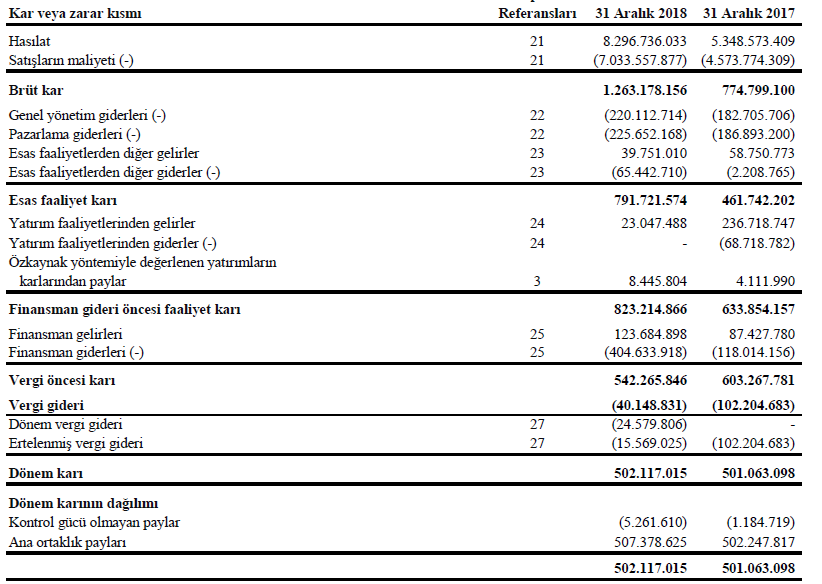 Kar veya zarar kısmı Referansları 31 Aralık 2018 31 Aralık 2017
Hasılat 21 8.296.736.033 5.348.573.409
Satışların maliyeti (-) 21 (7.033.557.877) (4.573.774.309)
Brüt kar 1.263.178.156 774.799.100
Genel yönetim giderleri (-) 22 (220.112.714) (182.705.706)
Pazarlama giderleri (-) 22 (225.652.168) (186.893.200)
Esas faaliyetlerden diğer gelirler 23 39.751.010 58.750.773
Esas faaliyetlerden diğer giderler (-) 23 (65.442.710) (2.208.765)
Esas faaliyet karı 791.721.574 461.742.202
Yatırım faaliyetlerinden gelirler 24 23.047.488 236.718.747
Yatırım faaliyetlerinden giderler (-) 24 - (68.718.782)
Özkaynak yöntemiyle değerlenen yatırımların
karlarından paylar 3 8.445.804 4.111.990
Finansman gideri öncesi faaliyet karı 823.214.866 633.854.157
Finansman gelirleri 25 123.684.898 87.427.780
Finansman giderleri (-) 25 (404.633.918) (118.014.156)
Vergi öncesi karı 542.265.846 603.267.781
Vergi gideri (40.148.831) (102.204.683)
Dönem vergi gideri 27 (24.579.806) -
Ertelenmiş vergi gideri 27 (15.569.025) (102.204.683)
Dönem karı 502.117.015 501.063.098
Dönem karının dağılımı
Kontrol gücü olmayan paylar (5.261.610) (1.184.719)
Ana ortaklık payları 507.378.625 502.247.817
502.117.015 501.063.098